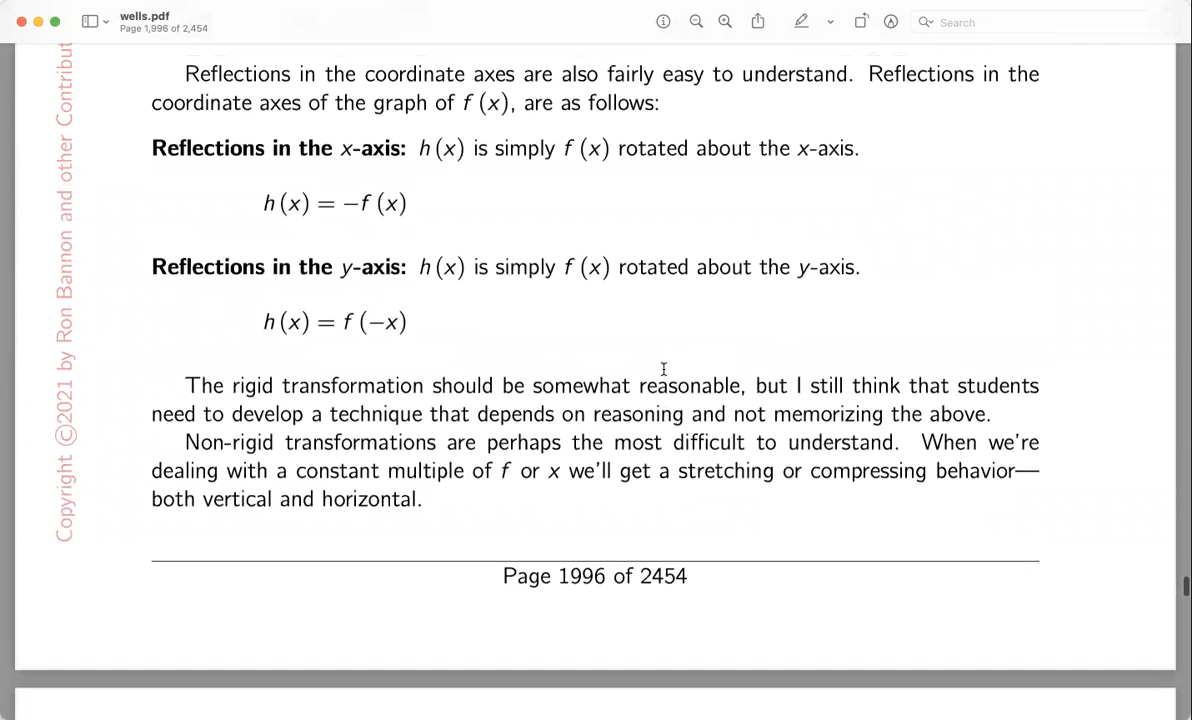 wells.pdf
Page 1,996 of 2,454
Search
Copyright ©2021 by Ron Bannon and other Contribut
Reflections in the coordinate axes are also fairly easy to understand. Reflections in the
coordinate axes of the graph of f (x), are as follows:
Reflections in the x-axis: h (x) is simply f (x) rotated about the x-axis.
h (x) = −f (x)
Reflections in the y-axis: h (x) is simply f (x) rotated about the y-axis.
h (x) = f (−x)
The rigid transformation should be somewhat reasonable, but I still think that students
need to develop a technique that depends on reasoning and not memorizing the above.
Non-rigid transformations are perhaps the most difficult to understand. When we're
dealing with a constant multiple of f or x we'll get a stretching or compressing behavior—
both vertical and horizontal.
Page 1996 of 2454